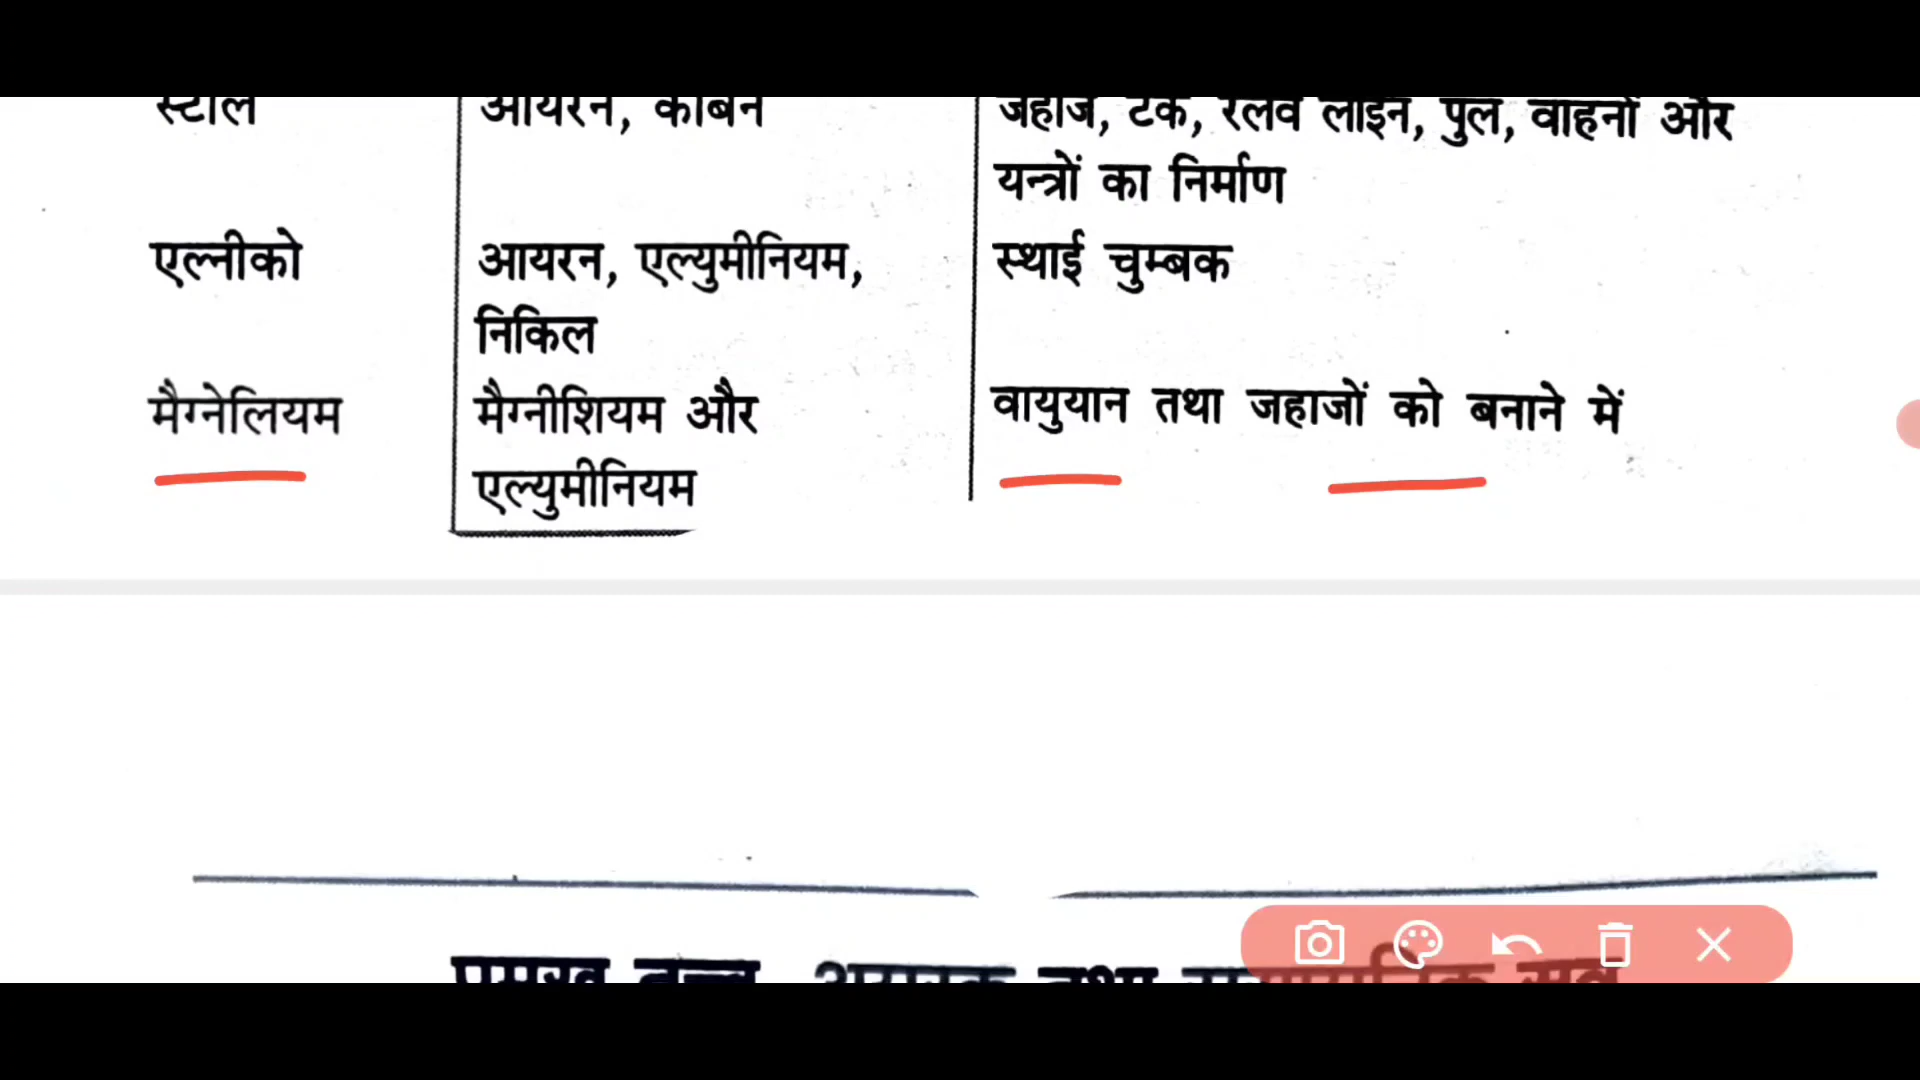 स्टील आयरन, कार्बन जहाज, टैंक, रेलवे लाइन, पुल, वाहनों और
यन्त्रों का निर्माण
एल्नीको आयरन, एल्युमीनियम, स्थाई चुम्बक
निकिल
मैग्नेलियम मैग्नीशियम और वायुयान तथा जहाजों को बनाने में
एल्युमीनियम